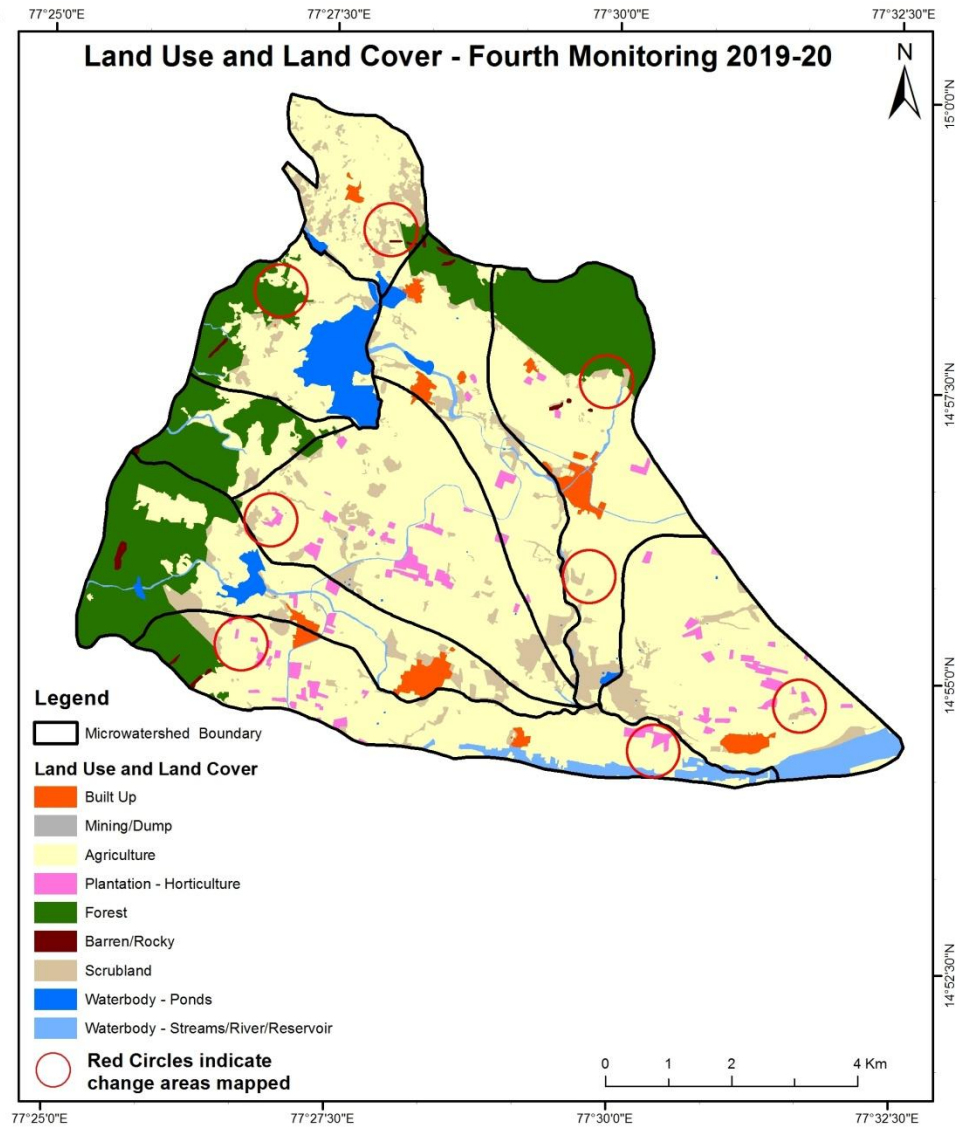 77°25'0"E 77°27'30"E 77°30'0"E 77°32'30"E
Land Use and Land Cover - Fourth Monitoring 2019-20
N
15°0'0"N
14°57'30"N
14°55'0"N
14°52'30"N
Legend
Microwatershed Boundary
Land Use and Land Cover
Built Up
Mining/Dump
Agriculture
Plantation - Horticulture
Forest
Barren/Rocky
Scrubland
Waterbody - Ponds
Waterbody - Streams/River/Reservoir
Red Circles indicate
change areas mapped
0 1 2 4 Km
77°25'0"E 77°27'30"E 77°30'0"E 77°32'30"E